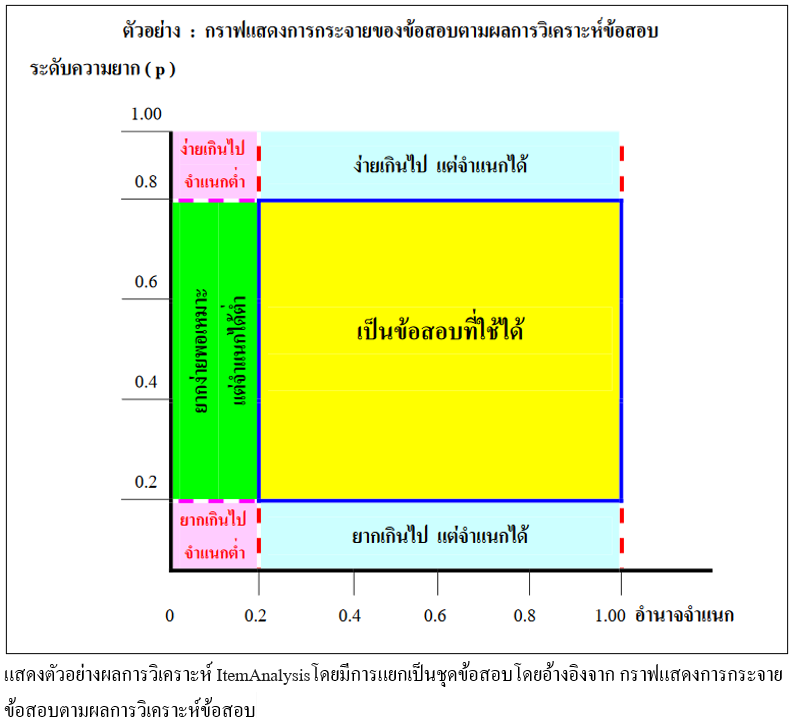 ตัวอย่าง : กราฟแสดงการกระจายของข้อสอบตามผลการวิเคราะห์ข้อสอบ
ระดับความยาก ( p )
1.00
ง่ายเกินไป
จำแนกต่ำ
ง่ายเกินไป แต่จำแนกได้
0.8
0.6
ยากง่ายพอเหมาะ
แต่จำแนกได้ต่ำ
เป็นข้อสอบที่ใช้ได้
0.4
0.2
ยากเกินไป
จำแนกต่ำ
ยากเกินไป แต่จำแนกได้
0 0.2 0.4 0.6 0.8 1.00 อำนาจจำแนก
แสดงตัวอย่างผลการวิเคราะห์ ItemAnalysis โดยมีการแยกเป็นชุดข้อสอบ โดยอ้างอิงจาก กราฟแสดงการกระจาย
ข้อสอบตามผลการวิเคราะห์ข้อสอบ